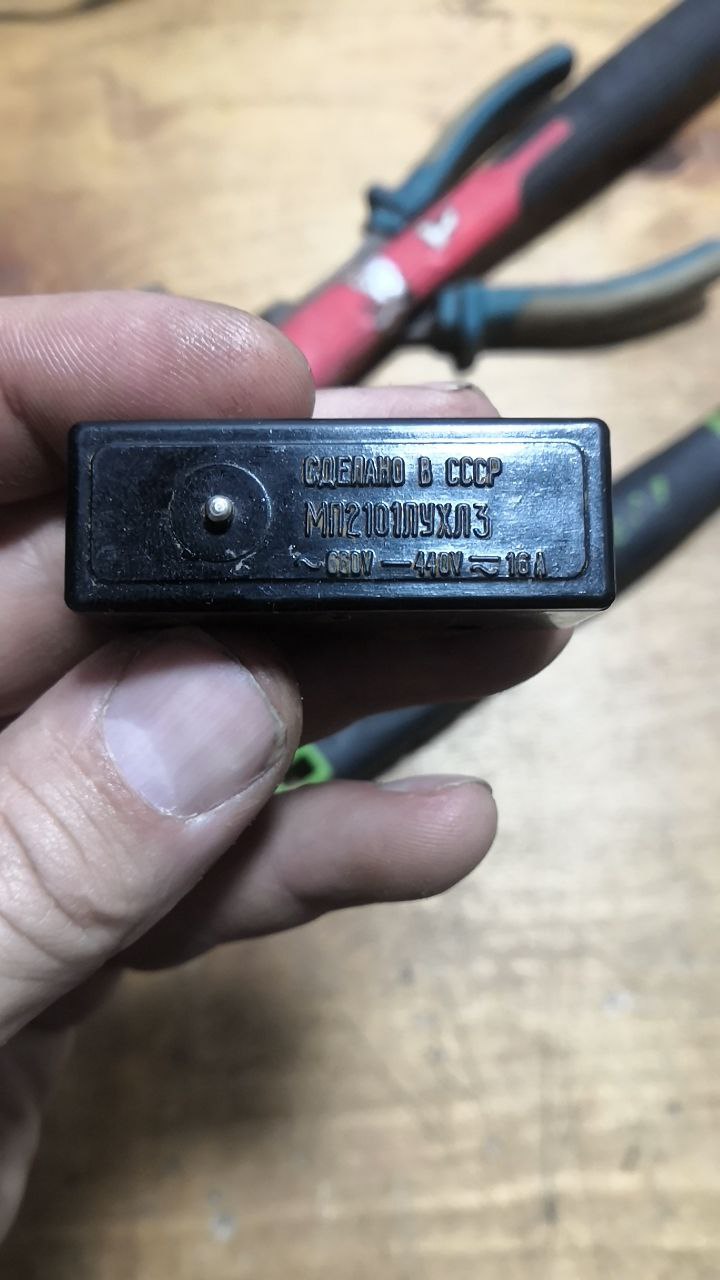 СДЕЛАНО В СССР
МП2101ЛУХЛ3
~660V —440V ≂ 16A